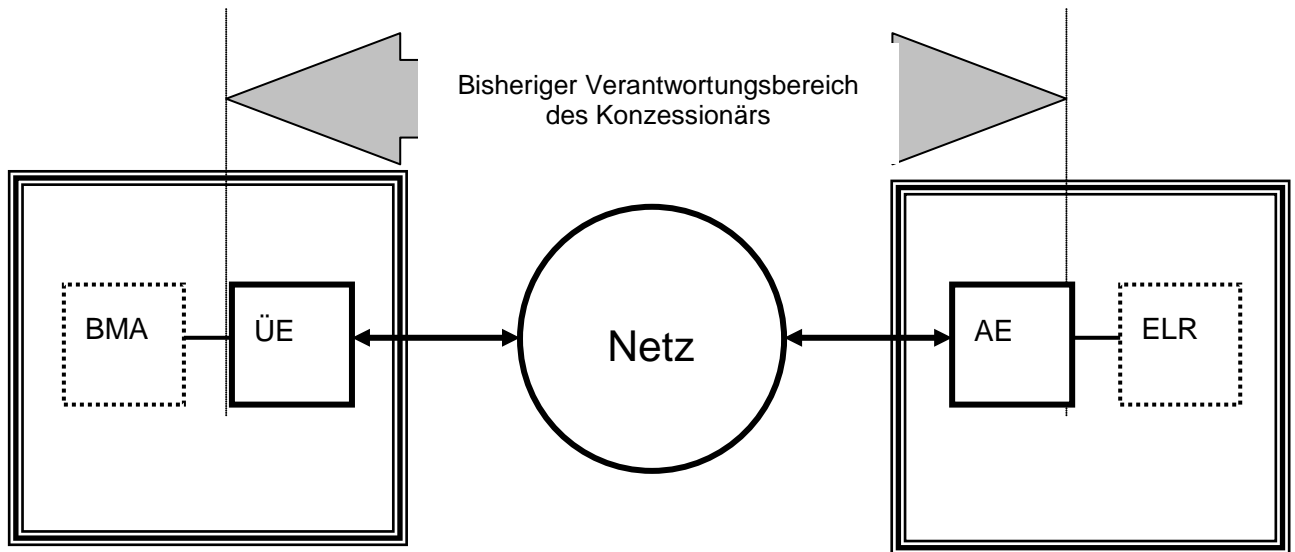 Bisheriger Verantwortungsbereich
des Konzessionärs
BMA
ÜE
Netz
AE
ELR